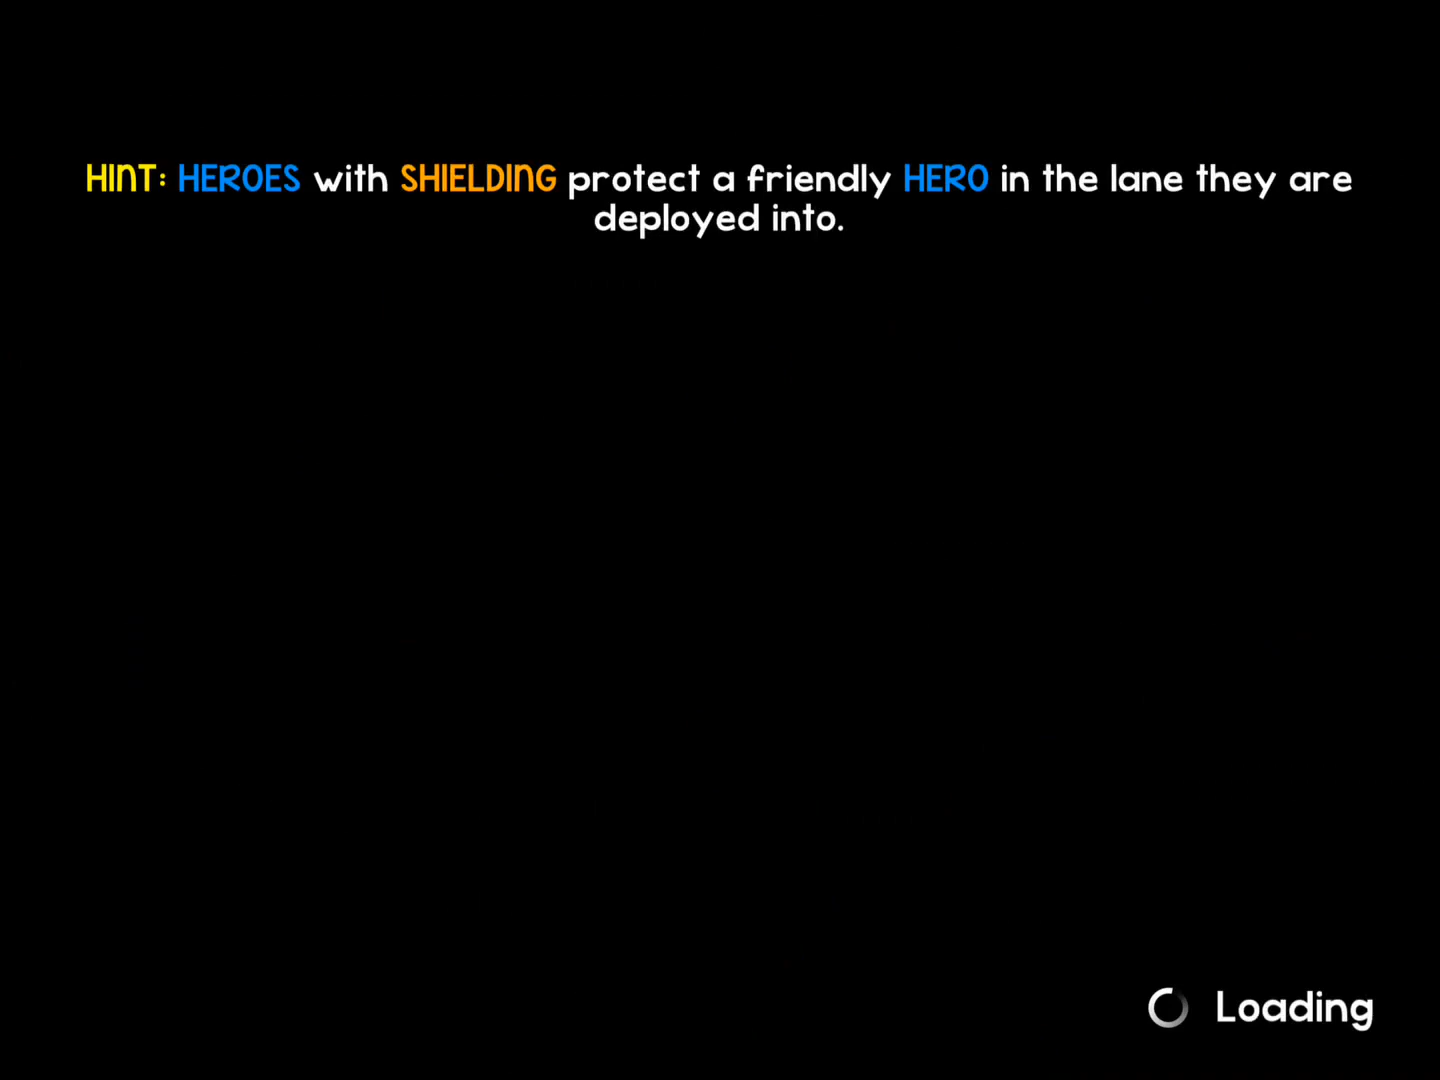 HINT: HEROES with SHIELDING protect a friendly HERO in the lane they are
deployed into.
Loading